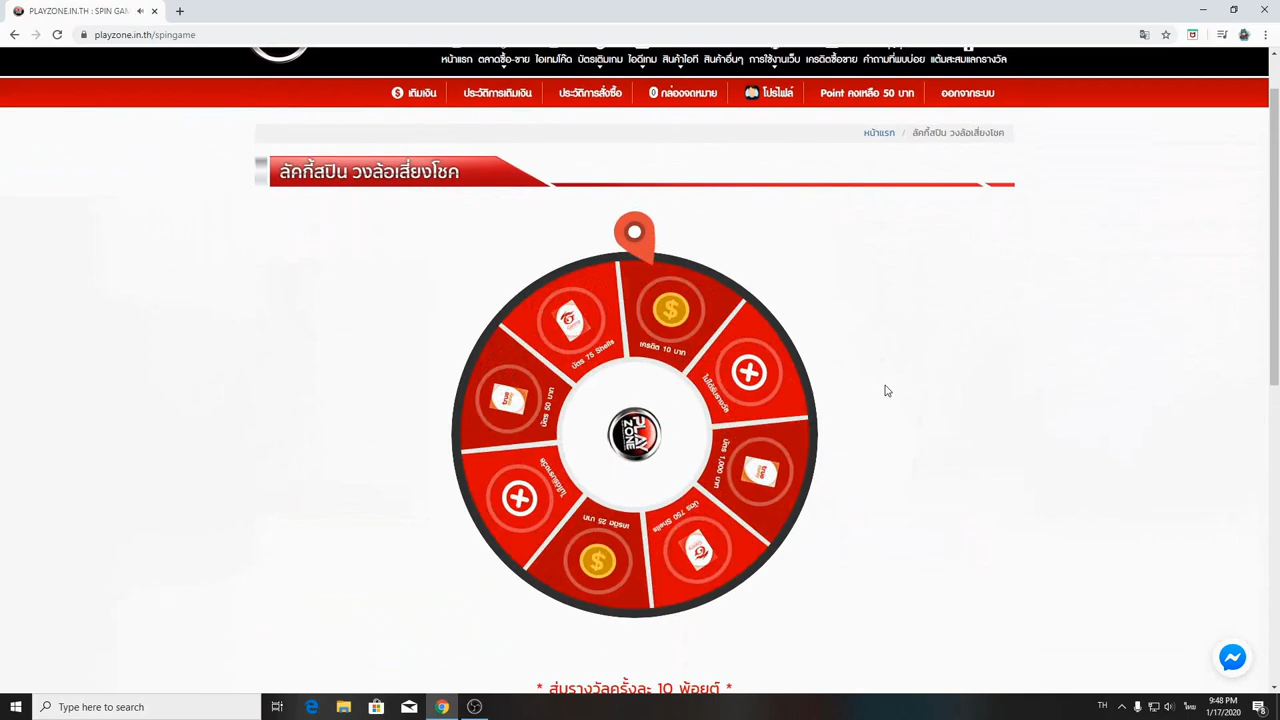 PLAYZONE.IN.TH : SPIN GAM
playzone.in.th/spingame
หน้าแรก ตลาดซื้อ-ขาย ไอเทมโค๊ด บัตรเติมเกม ไอดีเกม สินค้าไอที สินค้าอื่นๆ การใช้งานเว็บ เครดิตซื้อขาย คำถามที่พบบ่อย แต้มสะสมแลกรางวัล
$ เติมเงิน ประวัติการเติมเงิน ประวัติการสั่งซื้อ 0 กล่องจดหมาย โปรไฟล์ Point คงเหลือ 50 บาท ออกจากระบบ
หน้าแรก / ลัคกี้สปิน วงล้อเสี่ยงโชค
ลัคกี้สปิน วงล้อเสี่ยงโชค
เครดิต 10 บาท
ไม่ได้รับรางวัล
true
บัตร 1,000 บาท
บัตร 750 Shells
เครดิต 25 บาท
ไม่ได้รับรางวัล
true
บัตร 50 บาท
บัตร 75 Shells
PLAY ZONE
* สุ่มรางวัลครั้งละ 10 พ้อยต์ *
Type here to search
TH
ไทย
9:48 PM
1/17/2020
8